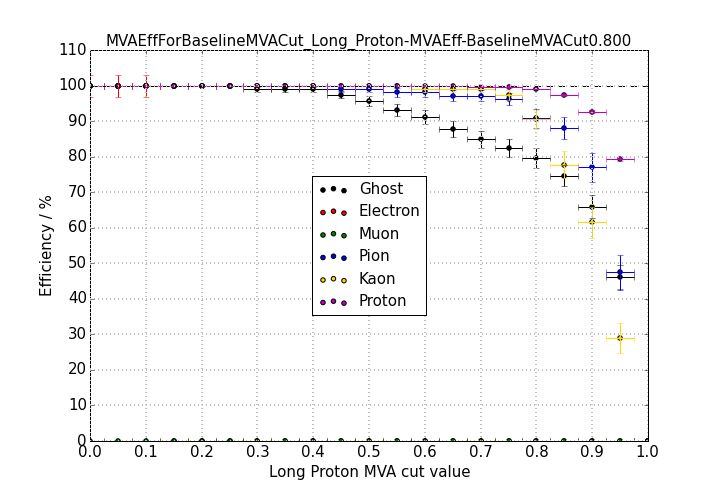 MVAEffForBaselineMVACut_Long_Proton-MVAEff-BaselineMVACut0.800
110
100
90
80
70
60
50
40
30
20
10
0
Efficiency / %
Ghost
Electron
Muon
Pion
Kaon
Proton
0.0 0.1 0.2 0.3 0.4 0.5 0.6 0.7 0.8 0.9 1.0
Long Proton MVA cut value